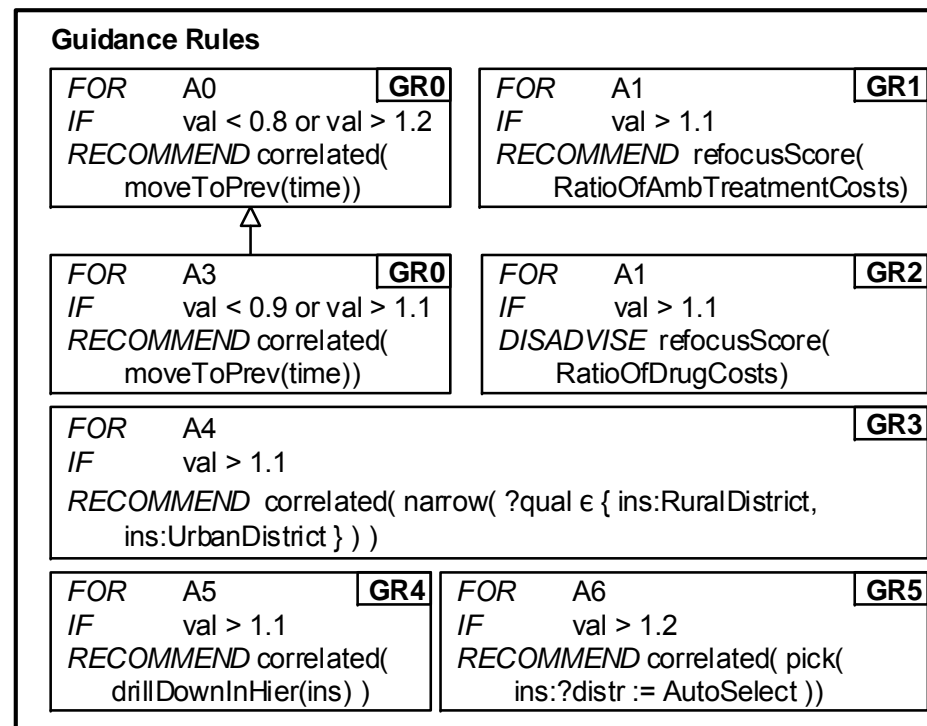 Guidance Rules
FOR A0 GR0
IF val < 0.8 or val > 1.2
RECOMMEND correlated(
moveToPrev(time))
FOR A1 GR1
IF val > 1.1
RECOMMEND refocusScore(
RatioOfAmbTreatmentCosts)
FOR A3 GR0
IF val < 0.9 or val > 1.1
RECOMMEND correlated(
moveToPrev(time))
FOR A1 GR2
IF val > 1.1
DISADVISE refocusScore(
RatioOfDrugCosts)
FOR A4 GR3
IF val > 1.1
RECOMMEND correlated( narrow( ?qual ϵ { ins:RuralDistrict,
ins:UrbanDistrict } ) )
FOR A5 GR4
IF val > 1.1
RECOMMEND correlated(
drillDownInHier(ins) )
FOR A6 GR5
IF val > 1.2
RECOMMEND correlated( pick(
ins:?distr := AutoSelect ))